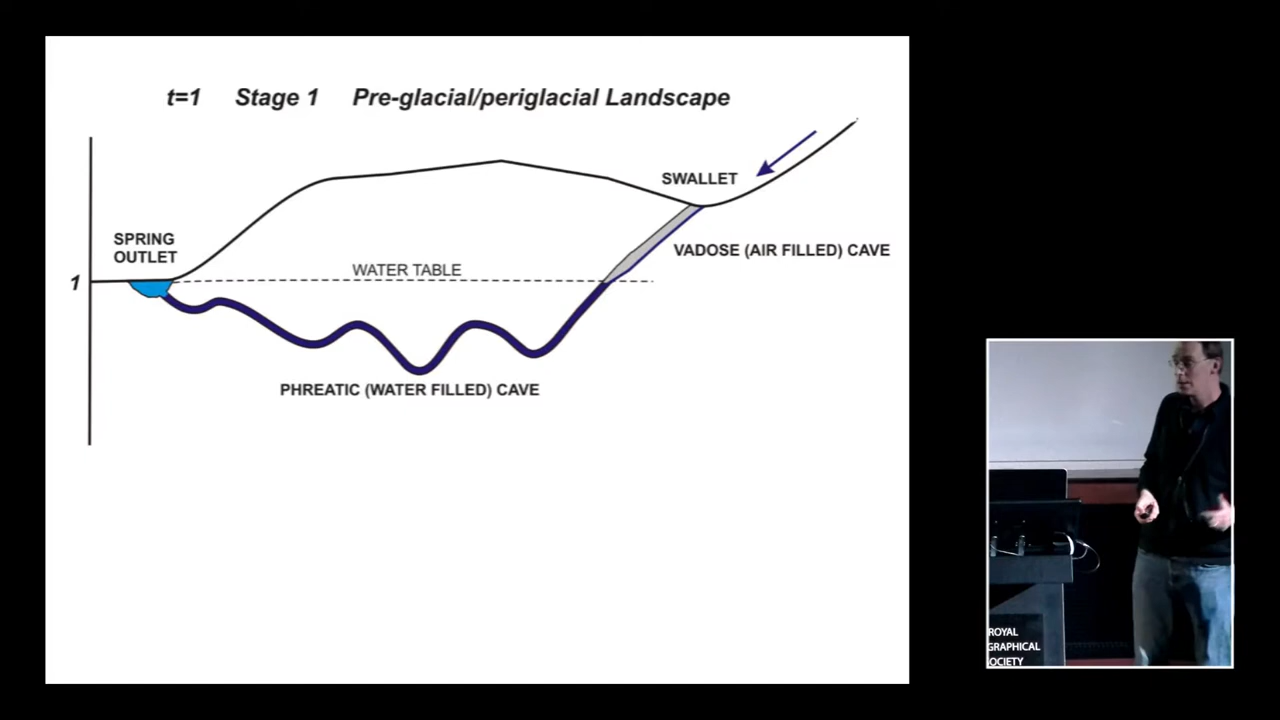 t=1 Stage 1 Pre-glacial/periglacial Landscape
SWALLET
SPRING
OUTLET
VADOSE (AIR FILLED) CAVE
WATER TABLE
1
PHREATIC (WATER FILLED) CAVE
ROYAL
GRAPHICAL
OCIETY